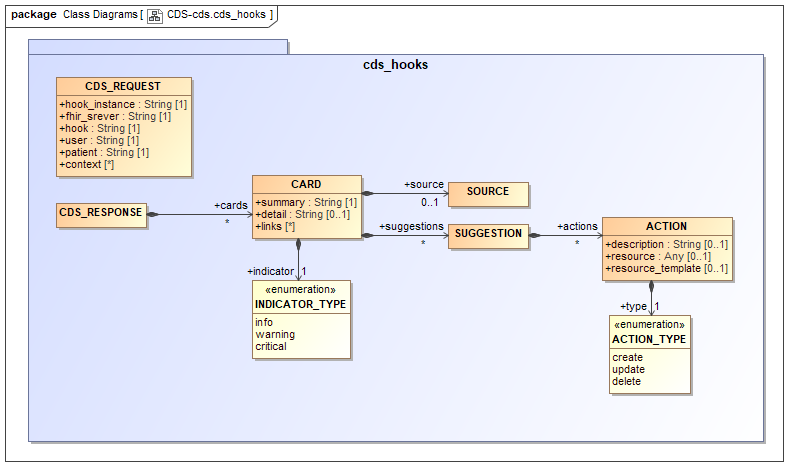 package Class Diagrams [ CDS-cds.cds_hooks ]
cds_hooks
CDS_REQUEST
+hook_instance : String [1]
+fhir_srever : String [1]
+hook : String [1]
+user : String [1]
+patient : String [1]
+context [*]
CDS_RESPONSE
+cards
*
CARD
+summary : String [1]
+detail : String [0..1]
+links [*]
+source
0..1
SOURCE
+suggestions
*
SUGGESTION
+actions
*
ACTION
+description : String [0..1]
+resource : Any [0..1]
+resource_template [0..1]
+indicator 1
«enumeration»
INDICATOR_TYPE
info
warning
critical
+type 1
«enumeration»
ACTION_TYPE
create
update
delete